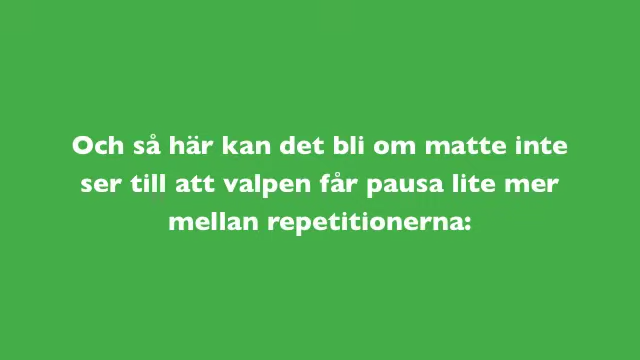 Och så här kan det bli om matte inte
ser till att valpen får pausa lite mer
mellan repetitionerna: